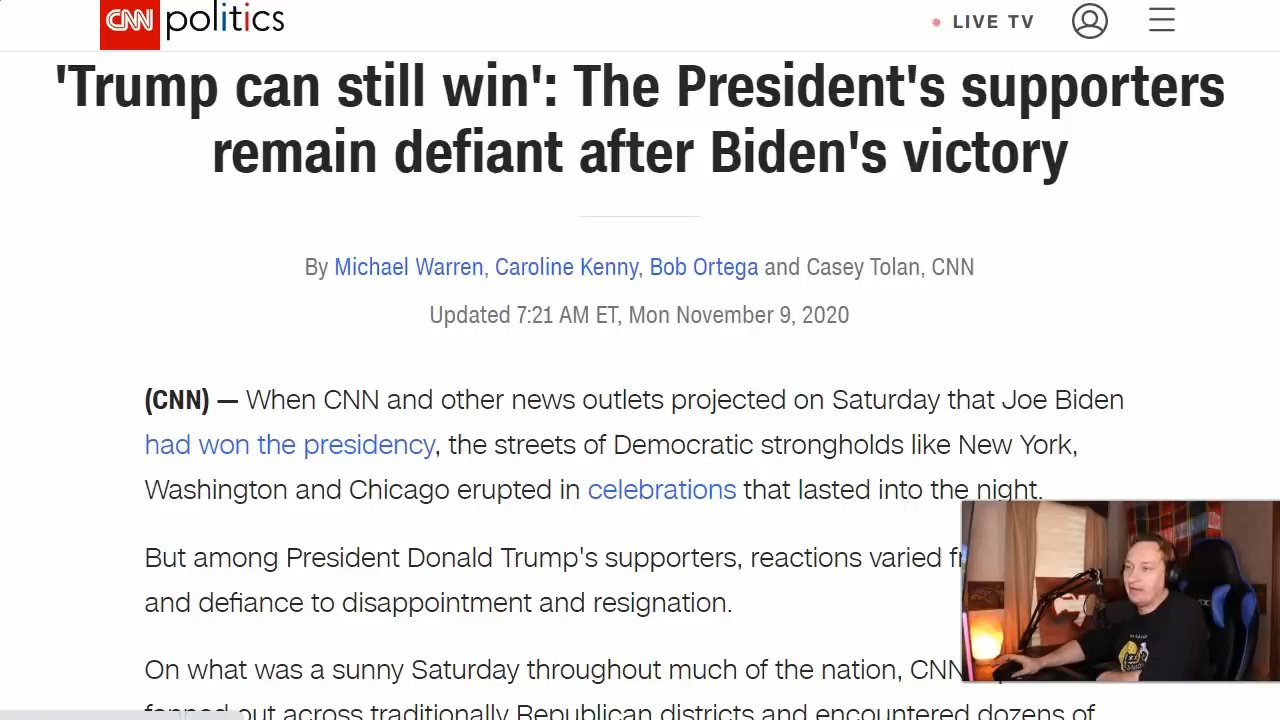 CNN politics
LIVE TV
'Trump can still win': The President's supporters
remain defiant after Biden's victory
By Michael Warren, Caroline Kenny, Bob Ortega and Casey Tolan, CNN
Updated 7:21 AM ET, Mon November 9, 2020
(CNN) — When CNN and other news outlets projected on Saturday that Joe Biden
had won the presidency, the streets of Democratic strongholds like New York,
Washington and Chicago erupted in celebrations that lasted into the night.
But among President Donald Trump's supporters, reactions varied
and defiance to disappointment and resignation.
On what was a sunny Saturday throughout much of the nation, CNN
fanned out across traditionally Republican districts and encountered dozens of